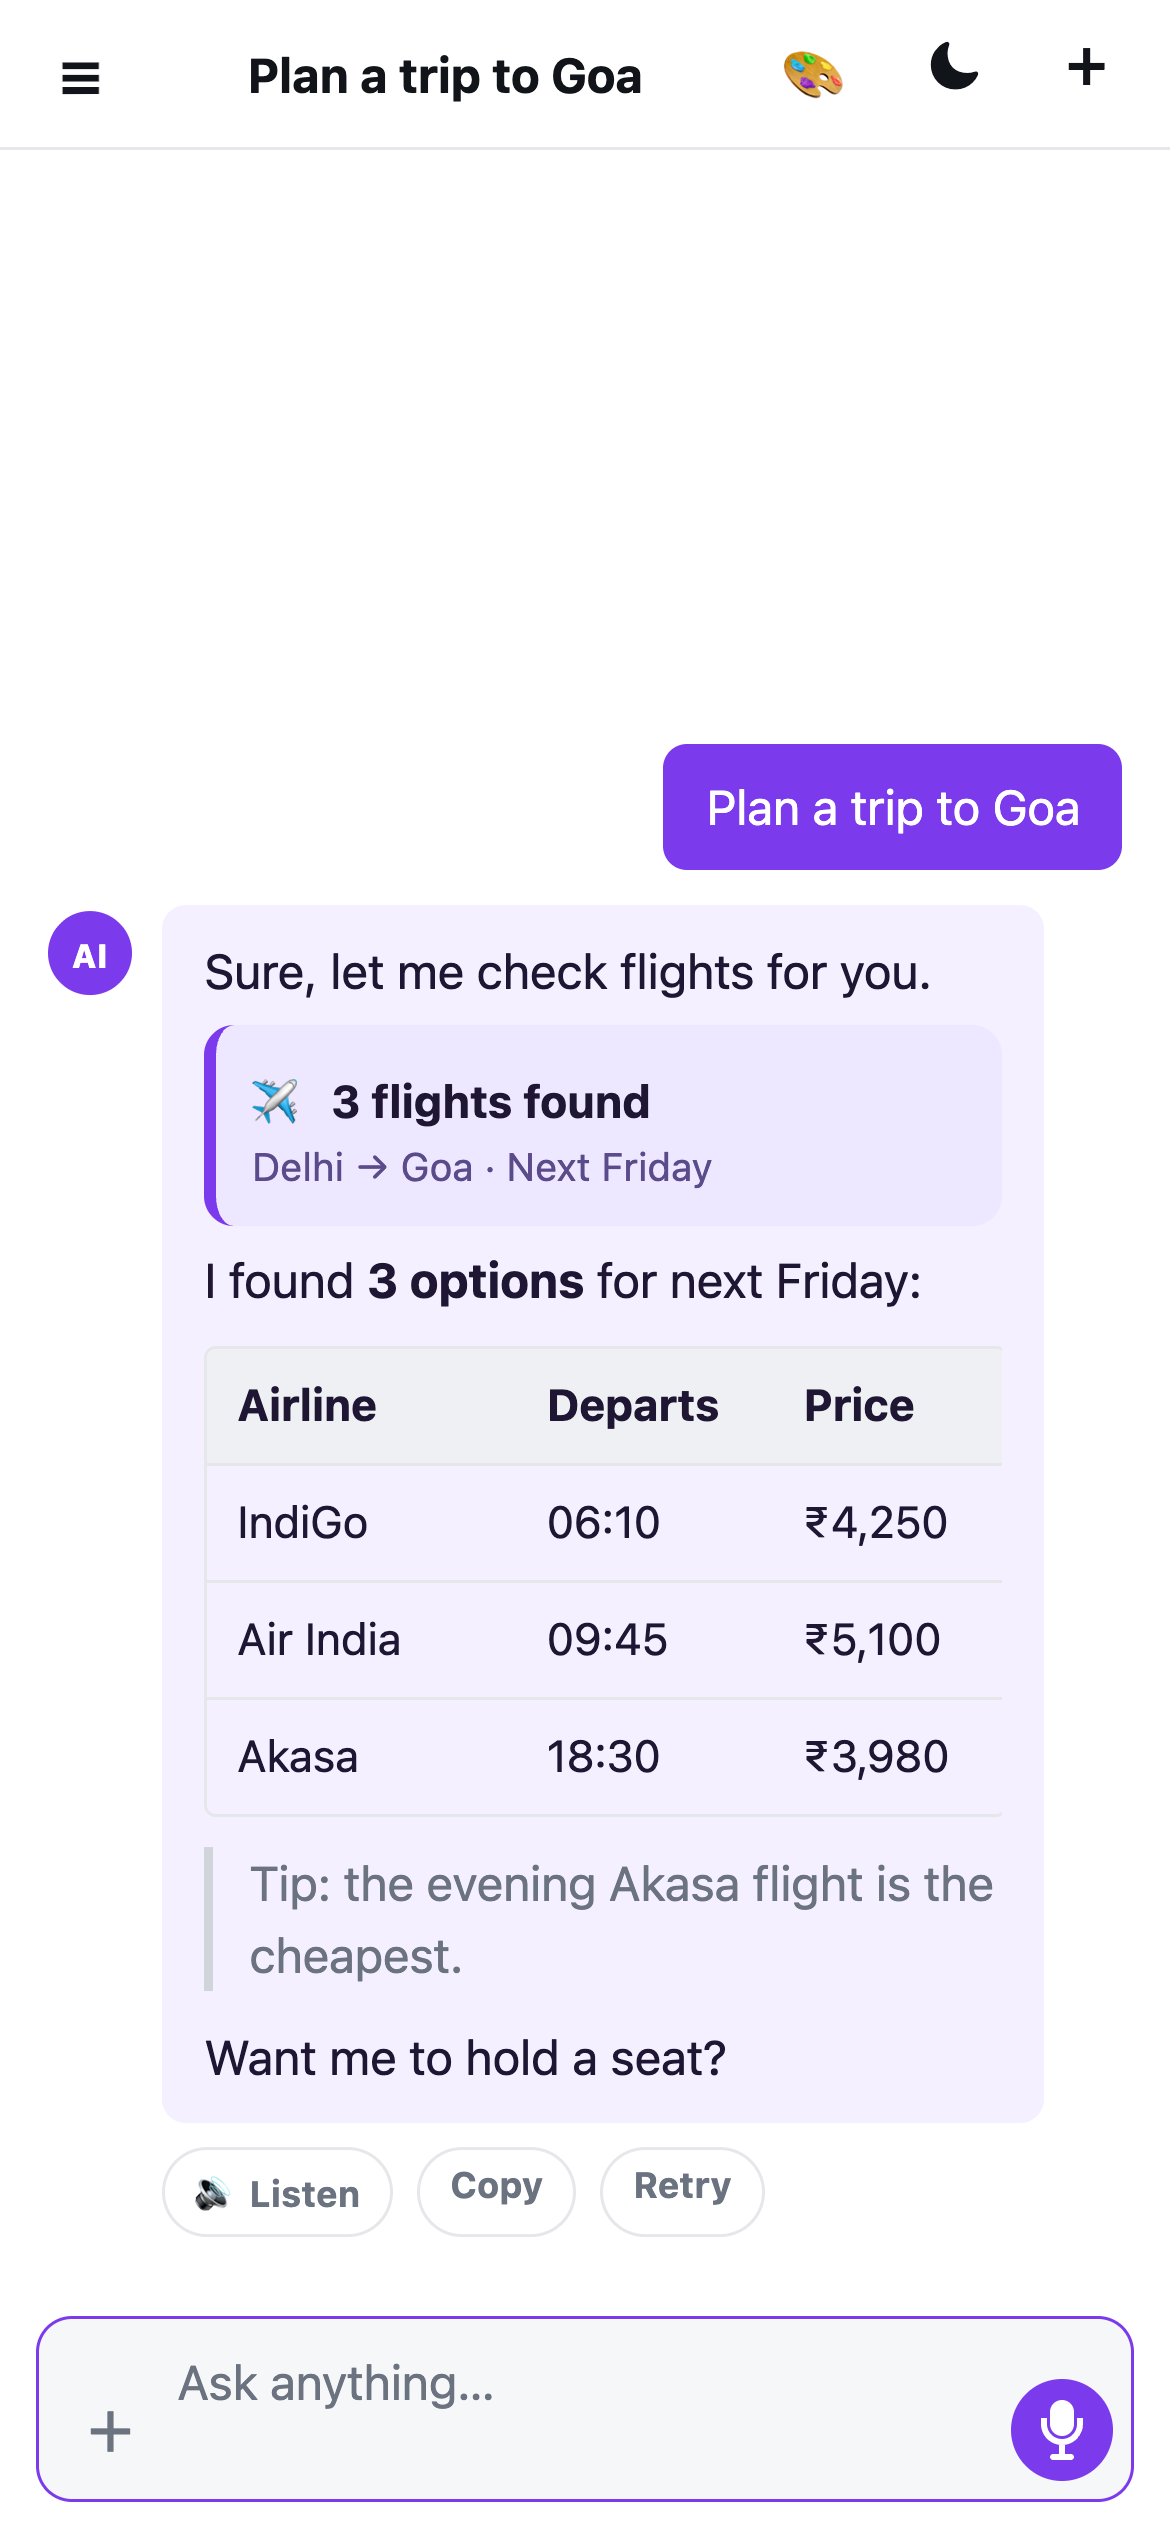 Plan a trip to Goa
Plan a trip to Goa
AI
Sure, let me check flights for you.
3 flights found
Delhi → Goa · Next Friday
I found 3 options for next Friday:
Airline Departs Price
IndiGo 06:10 ₹4,250
Air India 09:45 ₹5,100
Akasa 18:30 ₹3,980
Tip: the evening Akasa flight is the
cheapest.
Want me to hold a seat?
Listen Copy Retry
Ask anything...